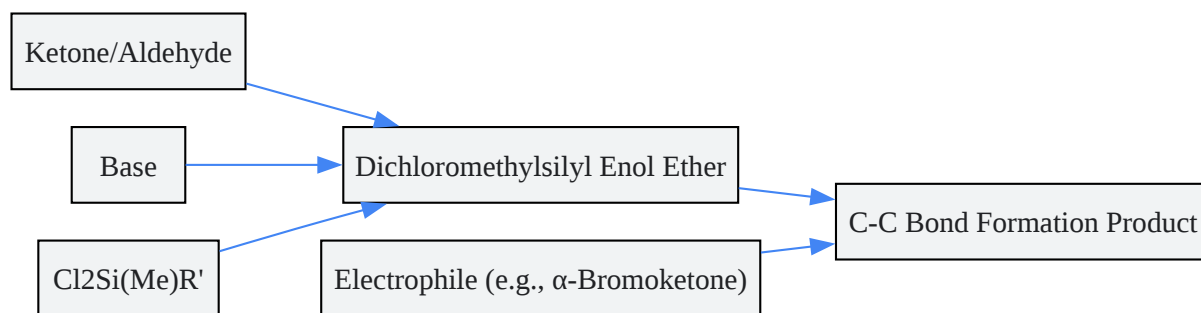 Ketone/Aldehyde
Base
Dichloromethylsilyl Enol Ether
C-C Bond Formation Product
Cl2Si(Me)R'
Electrophile (e.g., α-Bromoketone)